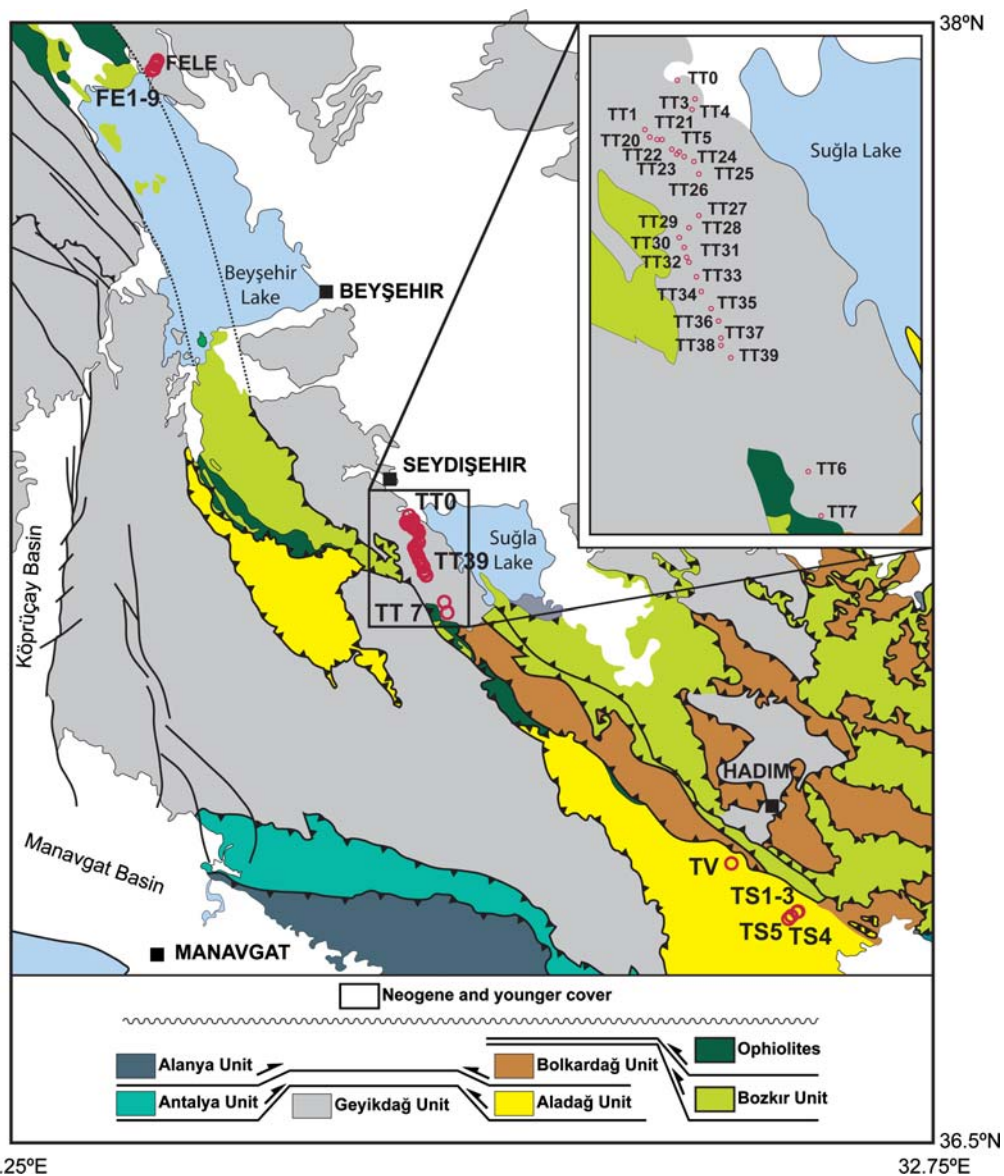 38ºN
FELE
FE1-9
TT0
TT3
TT4
TT1
TT21
TT20
TT5
TT22
TT24
TT23
TT25
TT26
TT27
TT29
TT28
TT30
TT31
TT32
TT33
TT34
TT35
TT36
TT37
TT38
TT39
TT6
TT7
Suğla Lake
Beyşehir
Lake
BEYŞEHIR
SEYDIŞEHIR
TT0
Suğla
Lake
TT39
TT 7
Köprüçay Basin
HADIM
Manavgat Basin
TV
TS1-3
TS5
TS4
MANAVGAT
Neogene and younger cover
Alanya Unit
Bolkardağ Unit
Ophiolites
Antalya Unit
Geyikdağ Unit
Aladağ Unit
Bozkır Unit
36.5ºN
.25ºE
32.75ºE